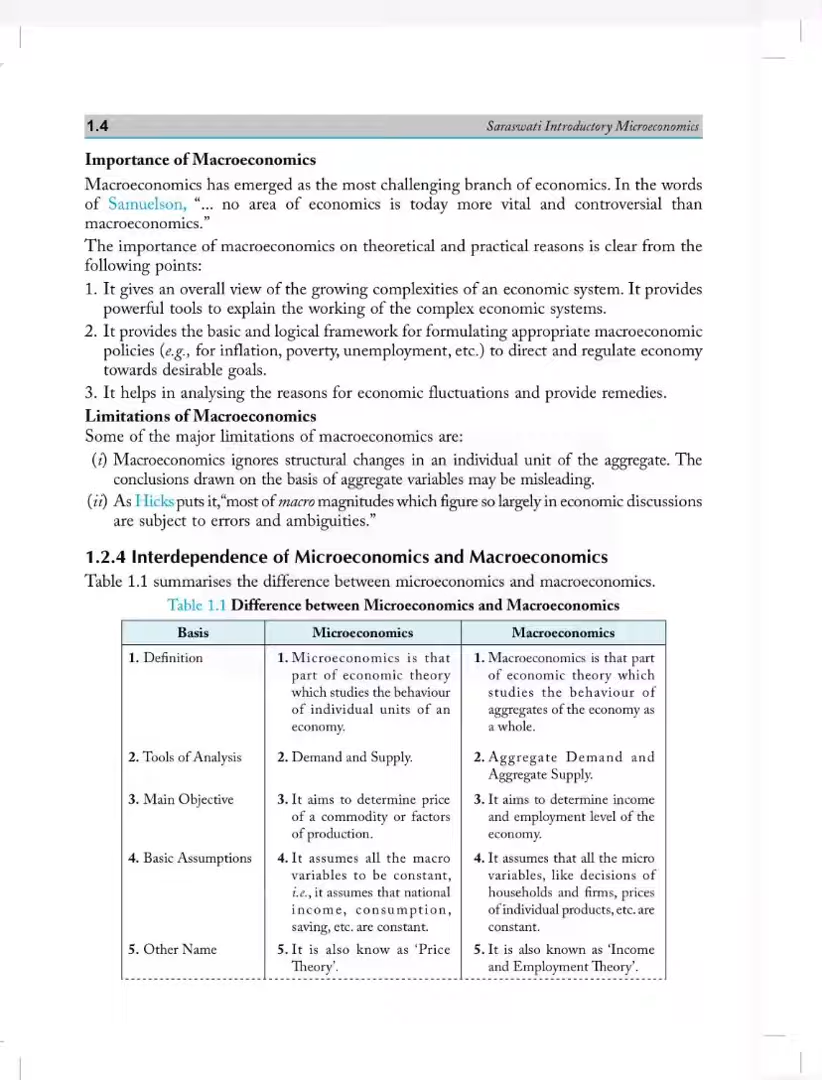 1.4 Saraswati Introductory Microeconomics
Importance of Macroeconomics
Macroeconomics has emerged as the most challenging branch of economics. In the words
of Samuelson, “... no area of economics is today more vital and controversial than
macroeconomics.”
The importance of macroeconomics on theoretical and practical reasons is clear from the
following points:
1. It gives an overall view of the growing complexities of an economic system. It provides
powerful tools to explain the working of the complex economic systems.
2. It provides the basic and logical framework for formulating appropriate macroeconomic
policies (e.g., for inflation, poverty, unemployment, etc.) to direct and regulate economy
towards desirable goals.
3. It helps in analysing the reasons for economic fluctuations and provide remedies.
Limitations of Macroeconomics
Some of the major limitations of macroeconomics are:
(i) Macroeconomics ignores structural changes in an individual unit of the aggregate. The
conclusions drawn on the basis of aggregate variables may be misleading.
(ii) As Hicks puts it,“most of macro magnitudes which figure so largely in economic discussions
are subject to errors and ambiguities.”
1.2.4 Interdependence of Microeconomics and Macroeconomics
Table 1.1 summarises the difference between microeconomics and macroeconomics.
Table 1.1 Difference between Microeconomics and Macroeconomics
Basis
Microeconomics
Macroeconomics
1. Definition
1. Microeconomics is that
part of economic theory
which studies the behaviour
of individual units of an
economy.
1. Macroeconomics is that part
of economic theory which
studies the behaviour of
aggregates of the economy as
a whole.
2. Tools of Analysis
2. Demand and Supply.
2. Aggregate Demand and
Aggregate Supply.
3. Main Objective
3. It aims to determine price
of a commodity or factors
of production.
3. It aims to determine income
and employment level of the
economy.
4. Basic Assumptions
4. It assumes all the macro
variables to be constant,
i.e., it assumes that national
income, consumption,
saving, etc. are constant.
4. It assumes that all the micro
variables, like decisions of
households and firms, prices
of individual products, etc. are
constant.
5. Other Name
5. It is also know as ‘Price
Theory’.
5. It is also known as ‘Income
and Employment Theory’.